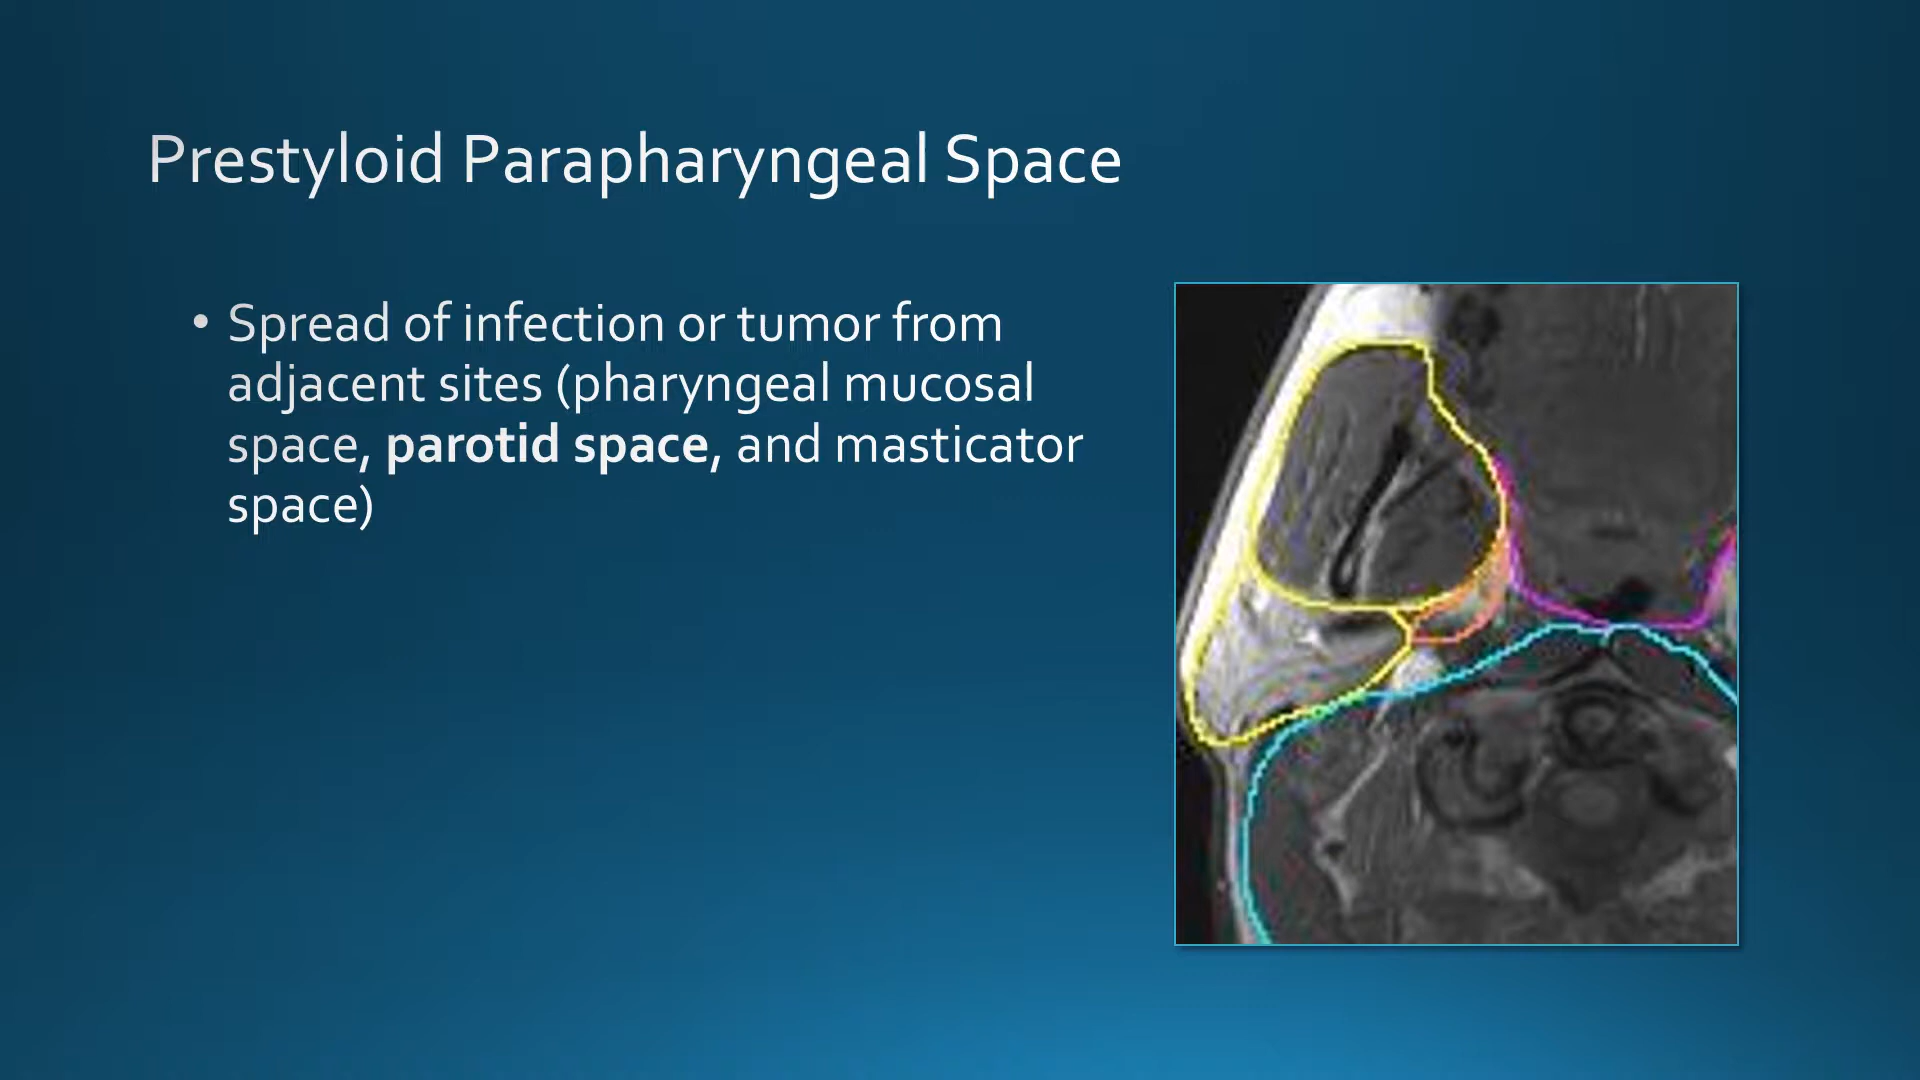 Prestyloid Parapharyngeal Space
• Spread of infection or tumor from
adjacent sites (pharyngeal mucosal
space, parotid space, and masticator
space)